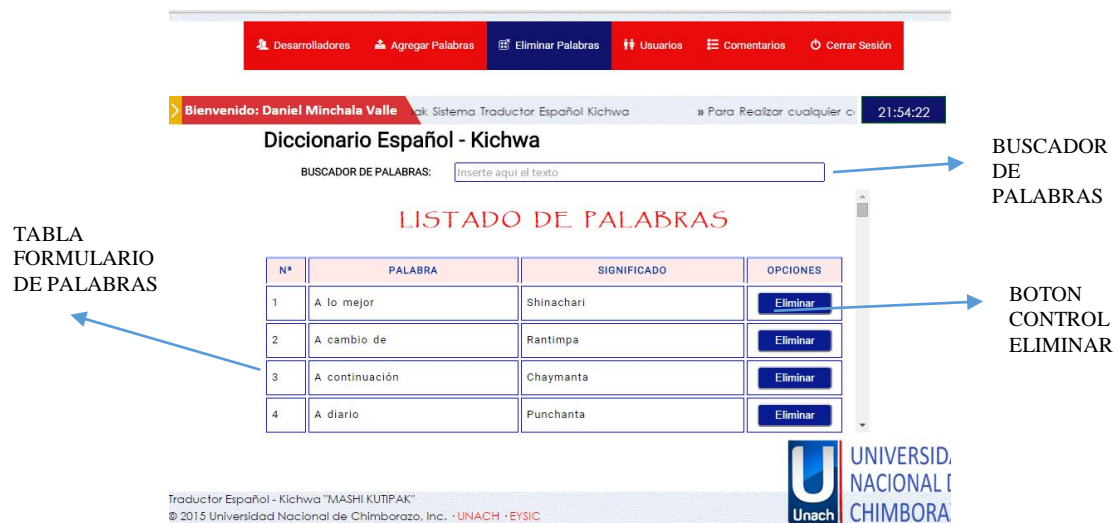 Desarrolladores Agregar Palabras Eliminar Palabras Usuarios Comentarios Cerrar Sesión
Bienvenido: Daniel Minchala Valle ak Sistema Traductor Español Kichwa » Para Realizar cualquier c 21:54:22
Diccionario Español - Kichwa
BUSCADOR DE PALABRAS: Inserte aqui el texto
BUSCADOR
DE
PALABRAS
LISTADO DE PALABRAS
TABLA
FORMULARIO
DE PALABRAS
Nª PALABRA SIGNIFICADO OPCIONES
1 A lo mejor Shinachari Eliminar
2 A cambio de Rantimpa Eliminar
3 A continuación Chaymanta Eliminar
4 A diario Punchanta Eliminar
BOTON
CONTROL
ELIMINAR
Traductor Español - Kichwa "MASHI KUTIPAK"
© 2015 Universidad Nacional de Chimborazo, Inc. · UNACH · EYSIC
Unach
UNIVERSIDA
NACIONAL D
CHIMBORA